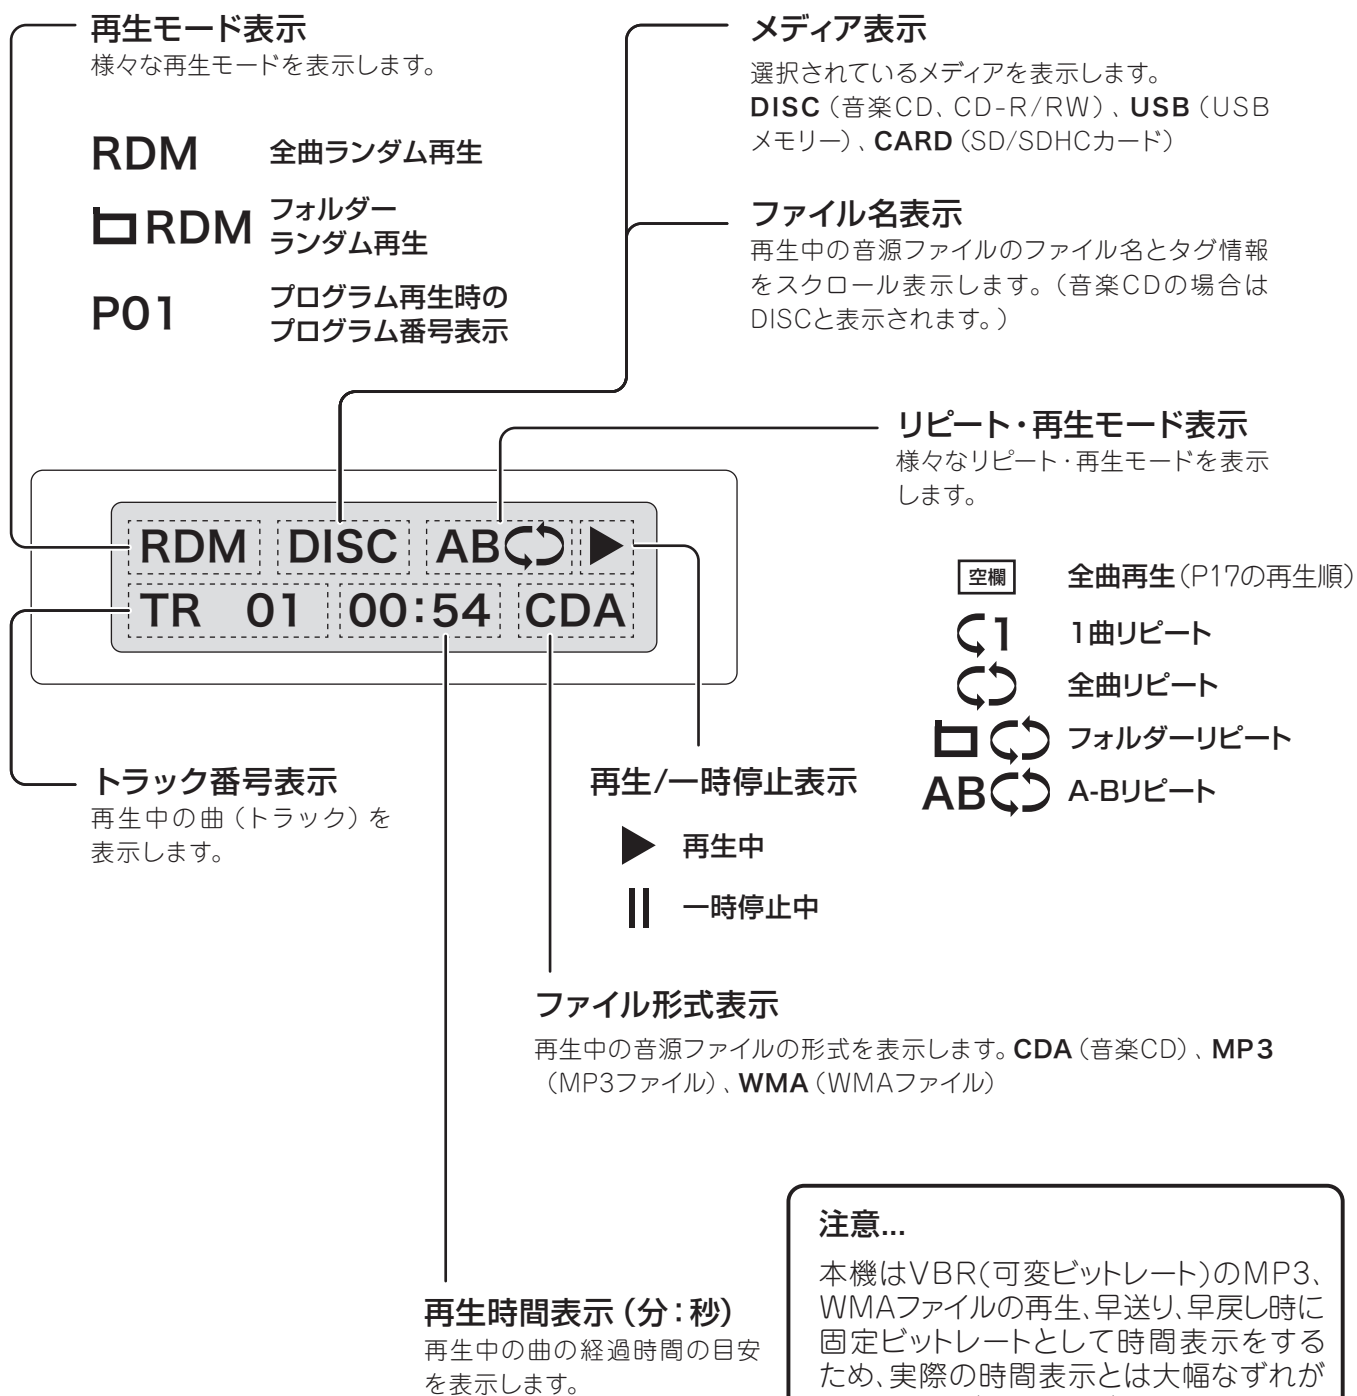 再生モード表示
様々な再生モードを表示します。
RDM 全曲ランダム再生
RDM フォルダー
ランダム再生
P01 プログラム再生時の
プログラム番号表示
メディア表示
選択されているメディアを表示します。
DISC（音楽CD、CD-R/RW）、USB（USB
メモリー）、CARD（SD/SDHCカード）
ファイル名表示
再生中の音源ファイルのファイル名とタグ情報
をスクロール表示します。（音楽CDの場合は
DISCと表示されます。）
リピート・再生モード表示
様々なリピート・再生モードを表示
します。
空欄 全曲再生（P17の再生順）
1 1曲リピート
全曲リピート
フォルダーリピート
AB A-Bリピート
RDM DISC AB
TR 01 00:54 CDA
トラック番号表示
再生中の曲（トラック）を
表示します。
再生/一時停止表示
再生中
一時停止中
ファイル形式表示
再生中の音源ファイルの形式を表示します。CDA（音楽CD）、MP3
（MP3ファイル）、WMA（WMAファイル）
再生時間表示（分：秒）
再生中の曲の経過時間の目安
を表示します。
注意...
本機はVBR(可変ビットレート)のMP3、
WMAファイルの再生、早送り、早戻し時に
固定ビットレートとして時間表示をする
ため、実際の時間表示とは大幅なずれが